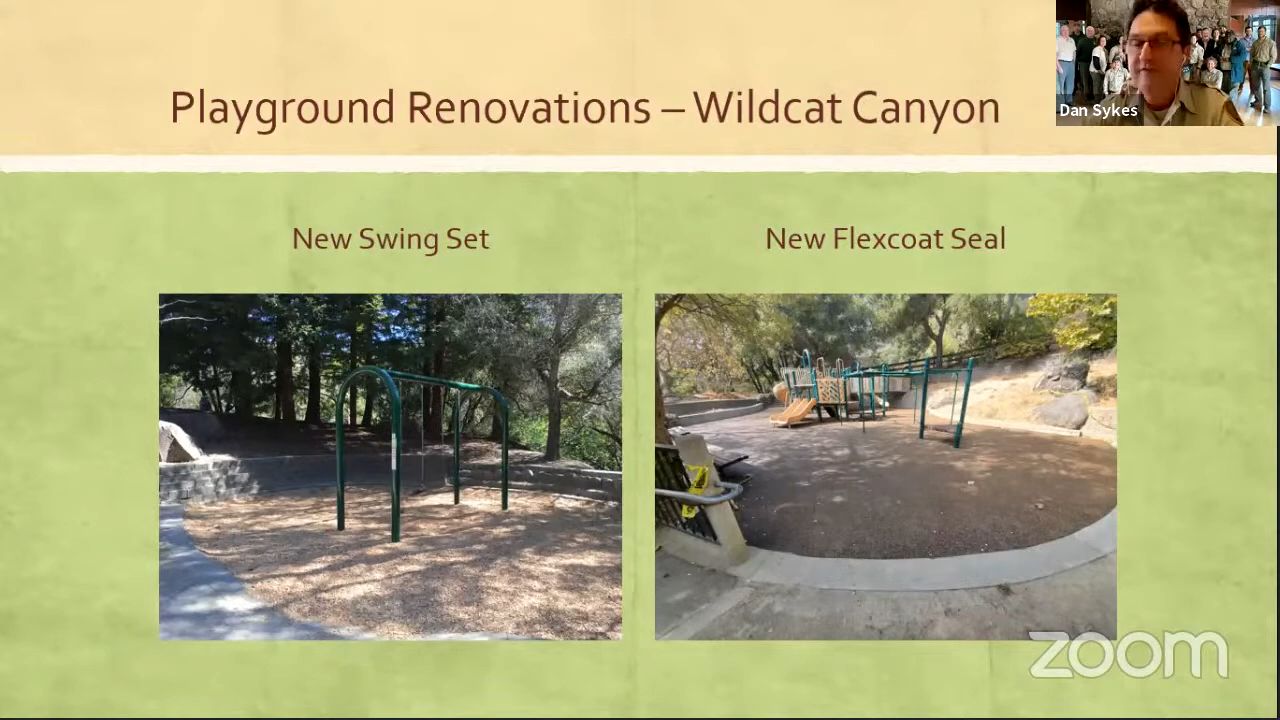 Playground Renovations – Wildcat Canyon
Dan Sykes
New Swing Set
New Flexcoat Seal
zoom